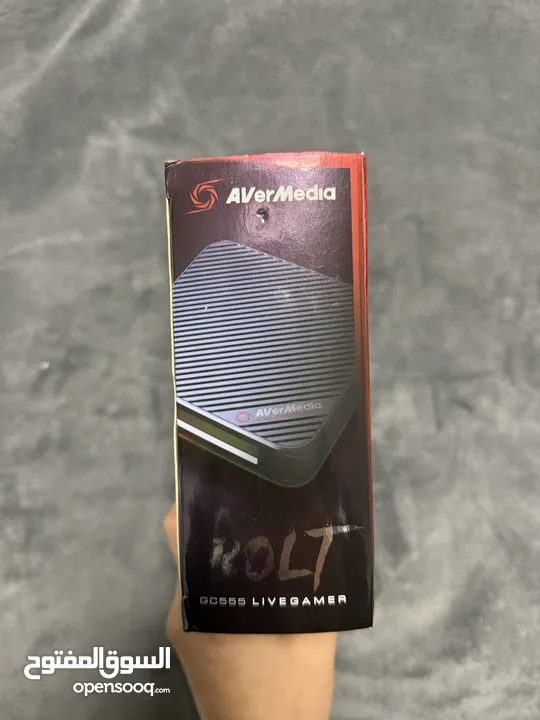 AVerMedia
AVerMedia
BOLT
GC555 LIVEGAMER
السوق المفتوح
opensooq.com